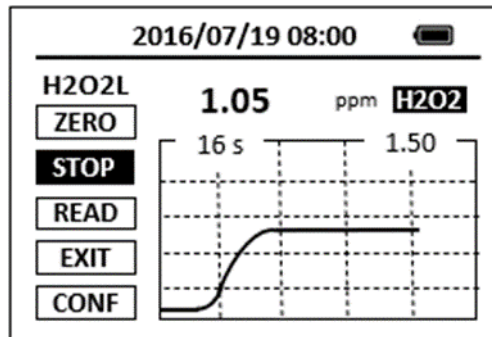 2016/07/19 08:00
H2O2L
1.05 ppm H2O2
ZERO
16 s 1.50
STOP
READ
EXIT
CONF